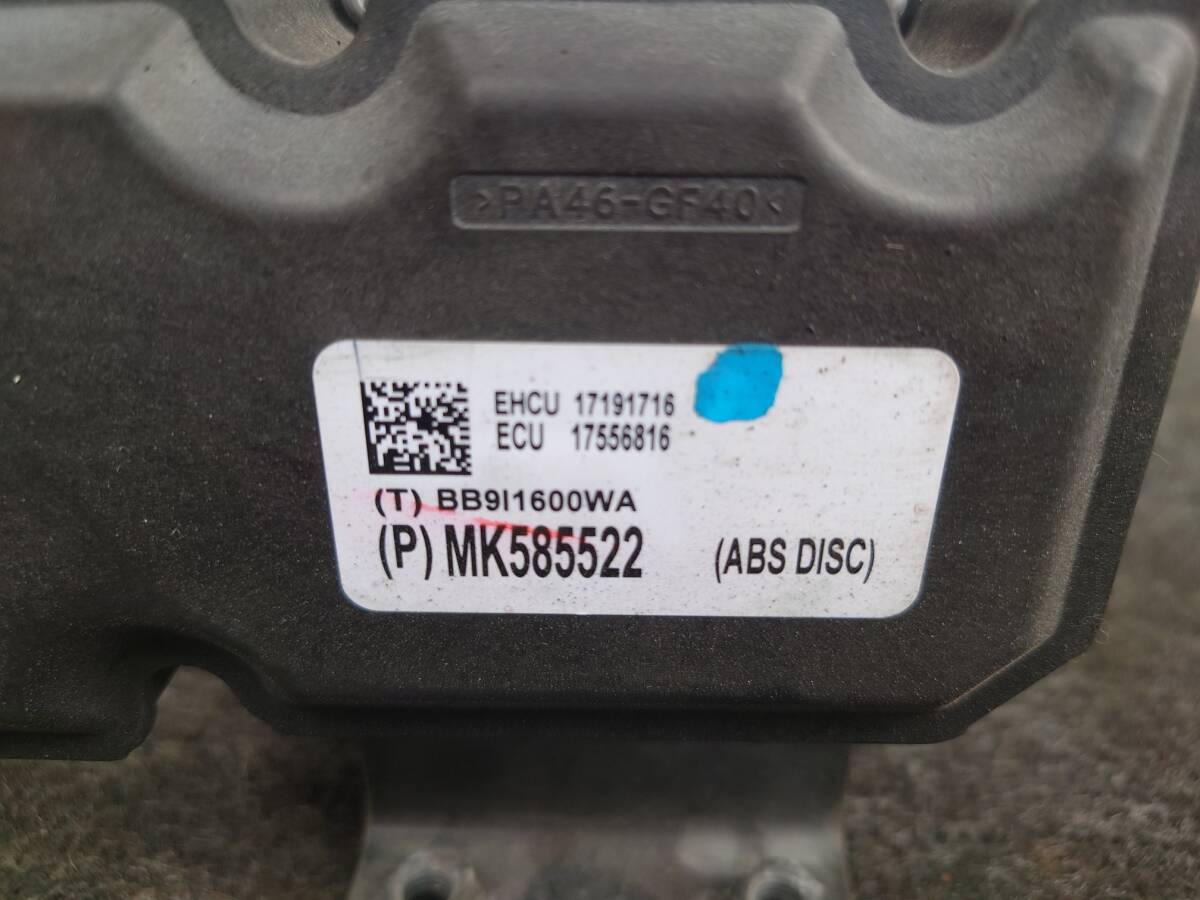 >PA46-GF40<
EHCU 17191716
ECU 17556816
(T) BB9I1600WA
(P) MK585522 (ABS DISC)